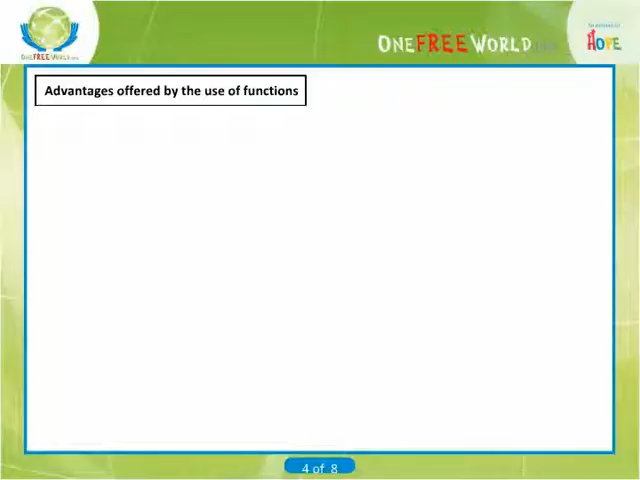 ONEFREEWORLD
ONEFREEWORLD
HOPE
Advantages offered by the use of functions
4 of 8